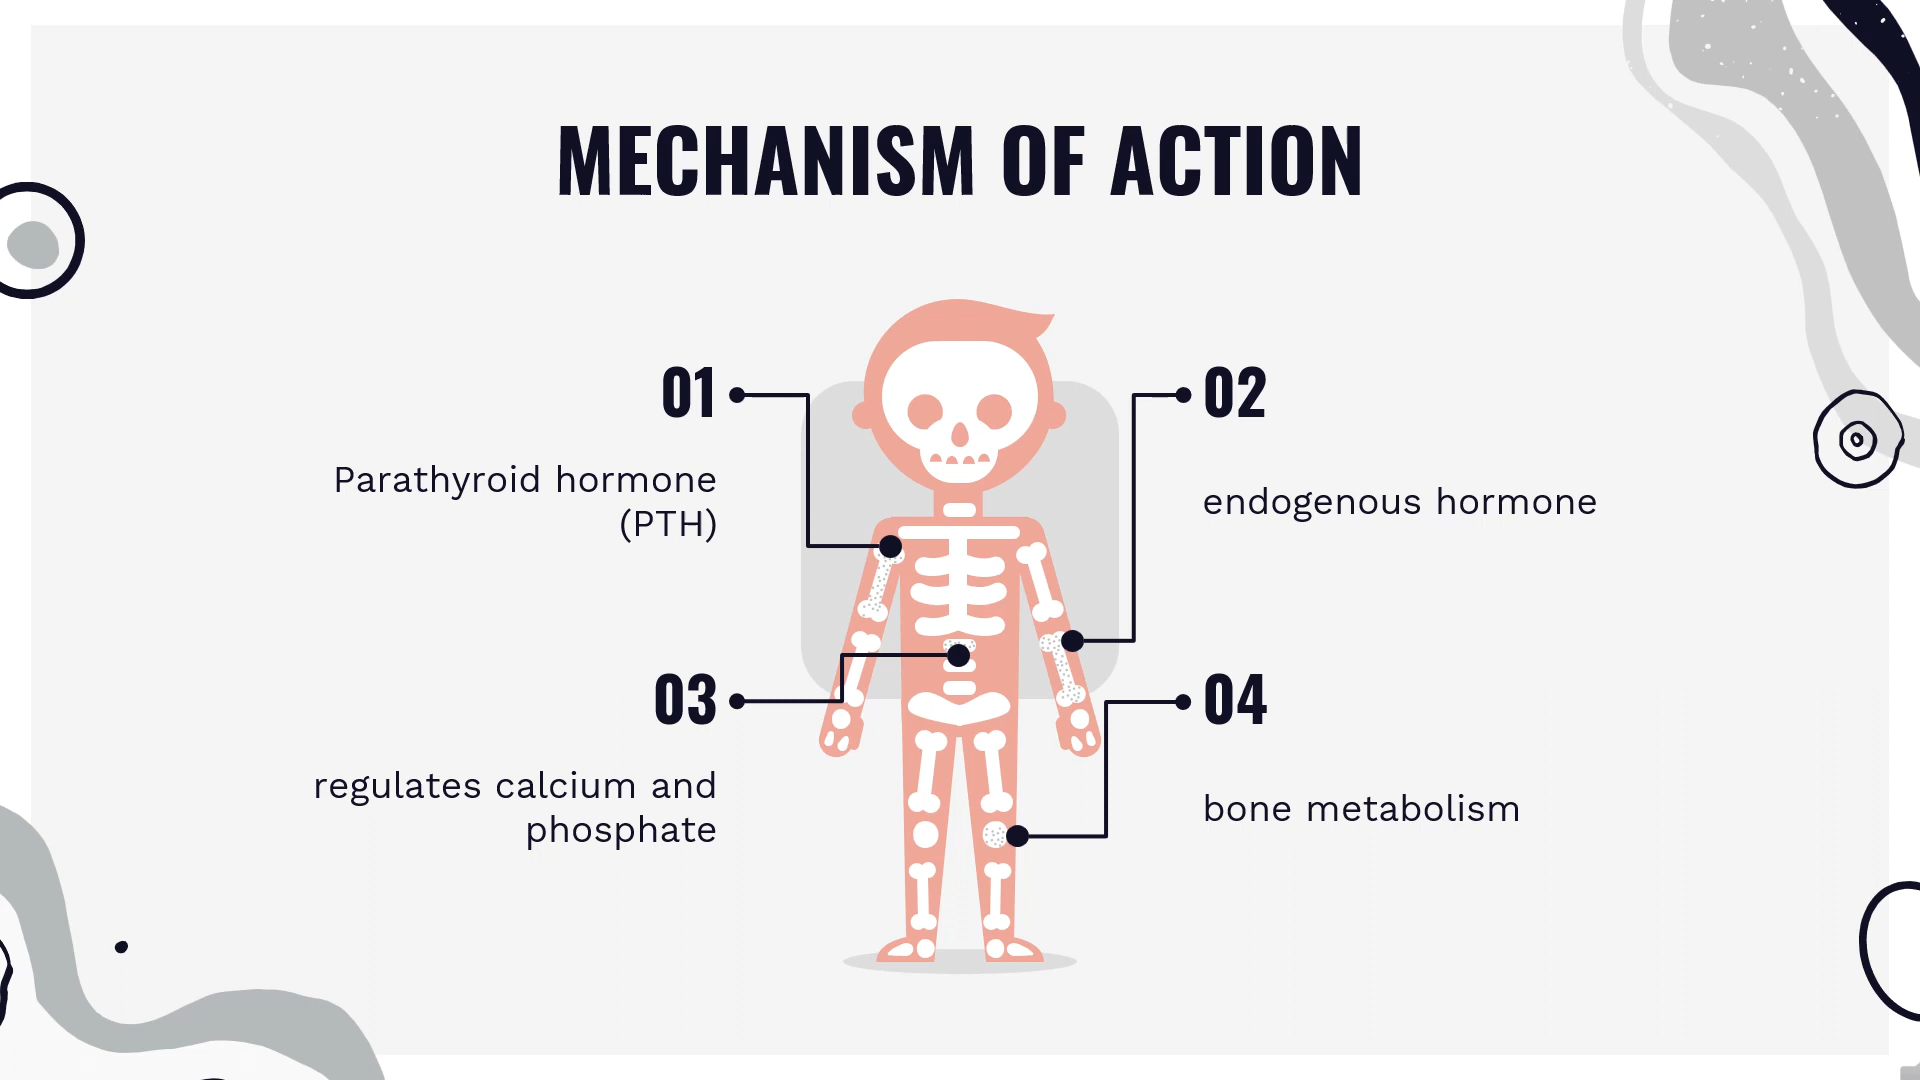 MECHANISM OF ACTION
01
Parathyroid hormone
(PTH)
02
endogenous hormone
03
regulates calcium and
phosphate
04
bone metabolism